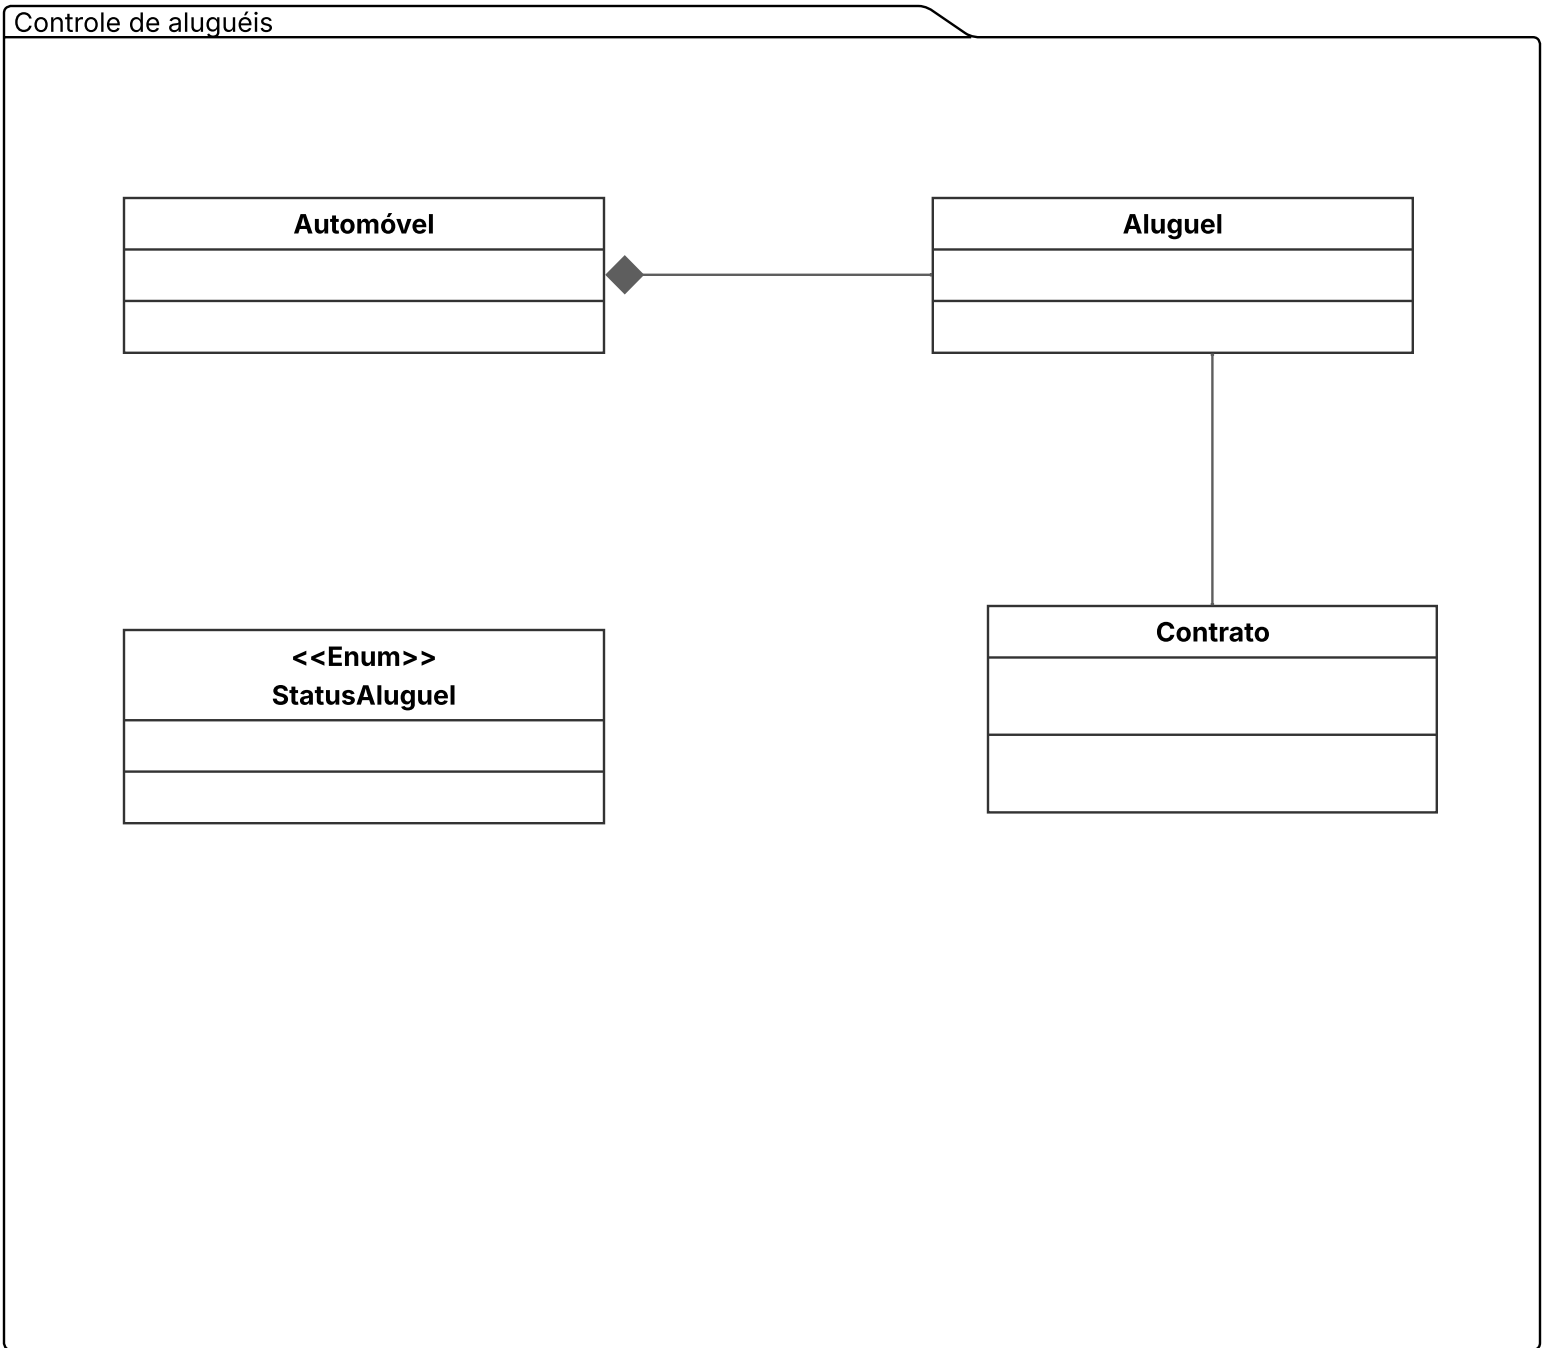 Controle de aluguéis
Automóvel
Aluguel
<<Enum>>
StatusAluguel
Contrato